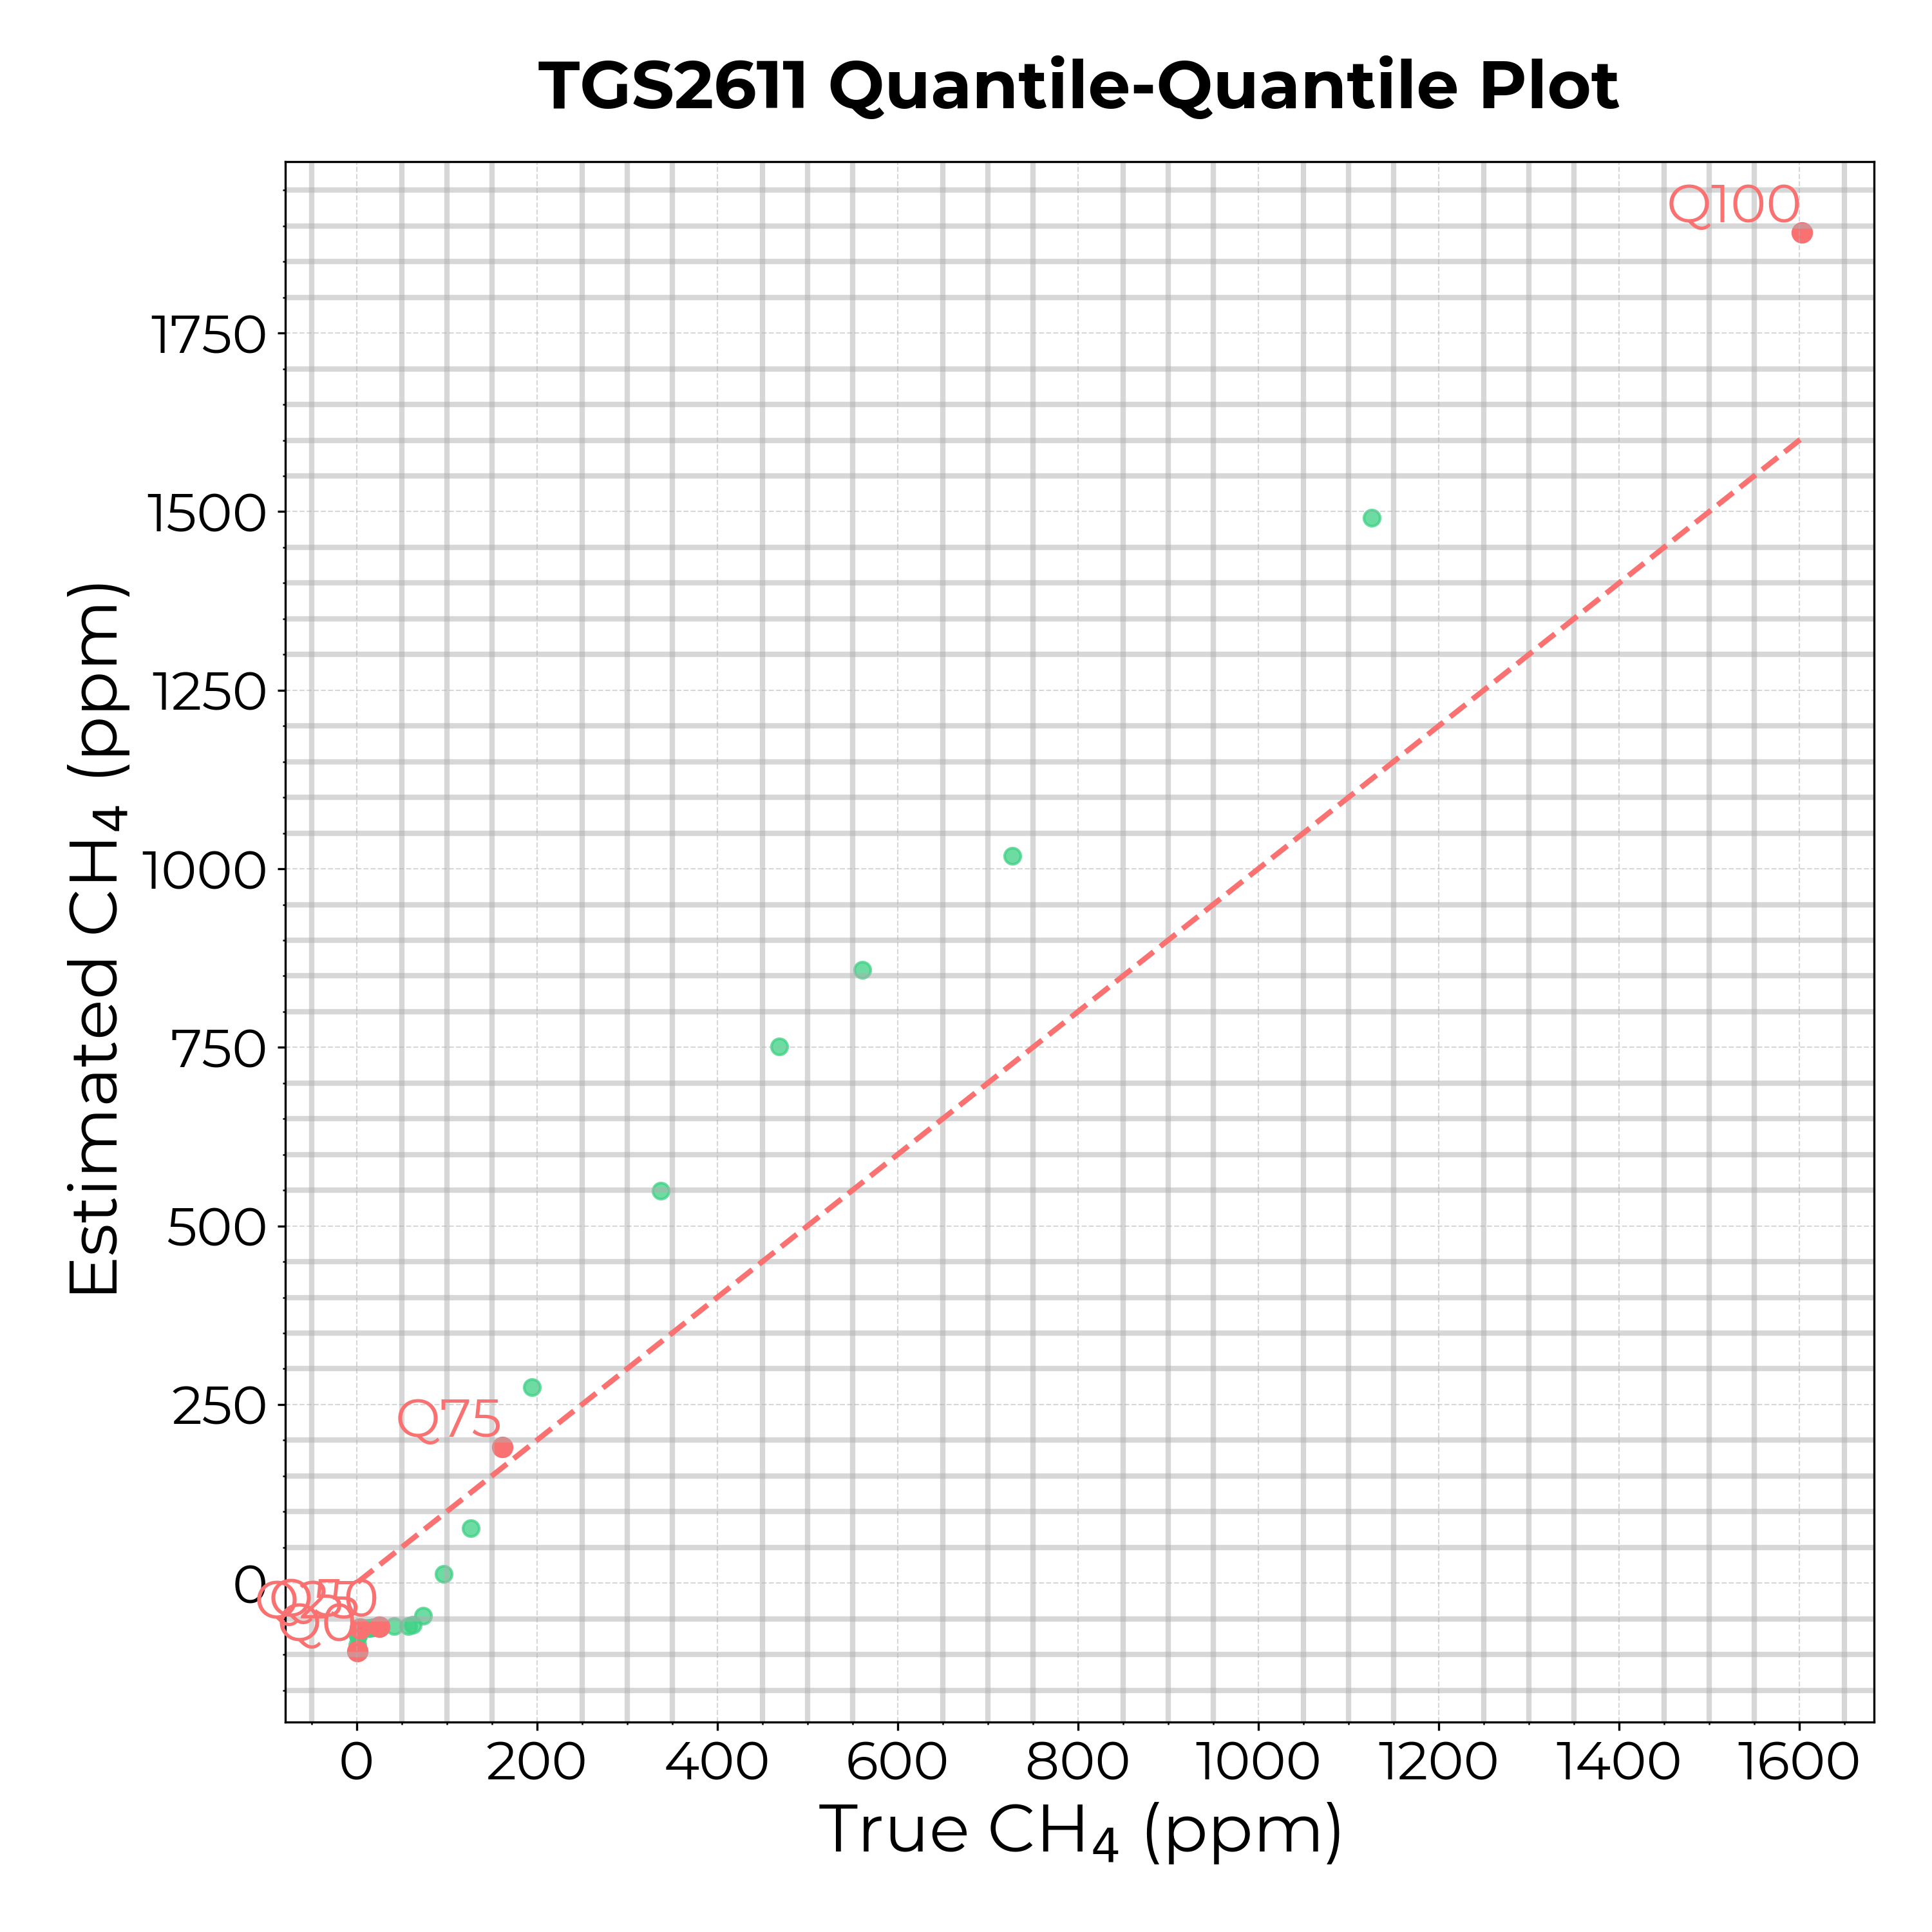 TGS2611 Quantile-Quantile Plot
Q100
1750
1500
1250
1000
750
500
250
0
Estimated CH₄ (ppm)
Q75
Q0
0 200 400 600 800 1000 1200 1400 1600
True CH₄ (ppm)